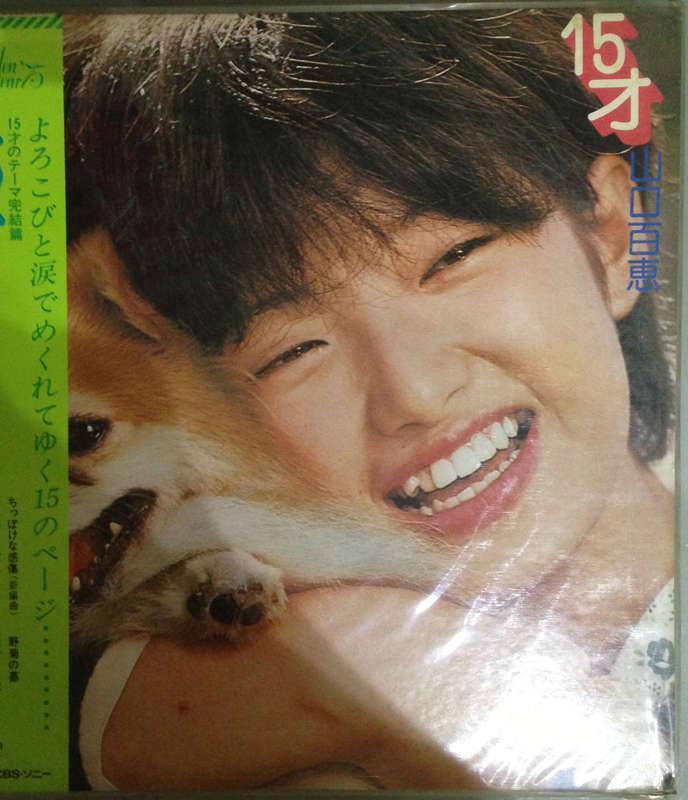 15才
山口百恵
よろこびと涙でめくれてゆく15のページ………
15才のテーマ完結篇
ちっぽけな感傷(新編曲)
野菊の墓
CBS・ソニー